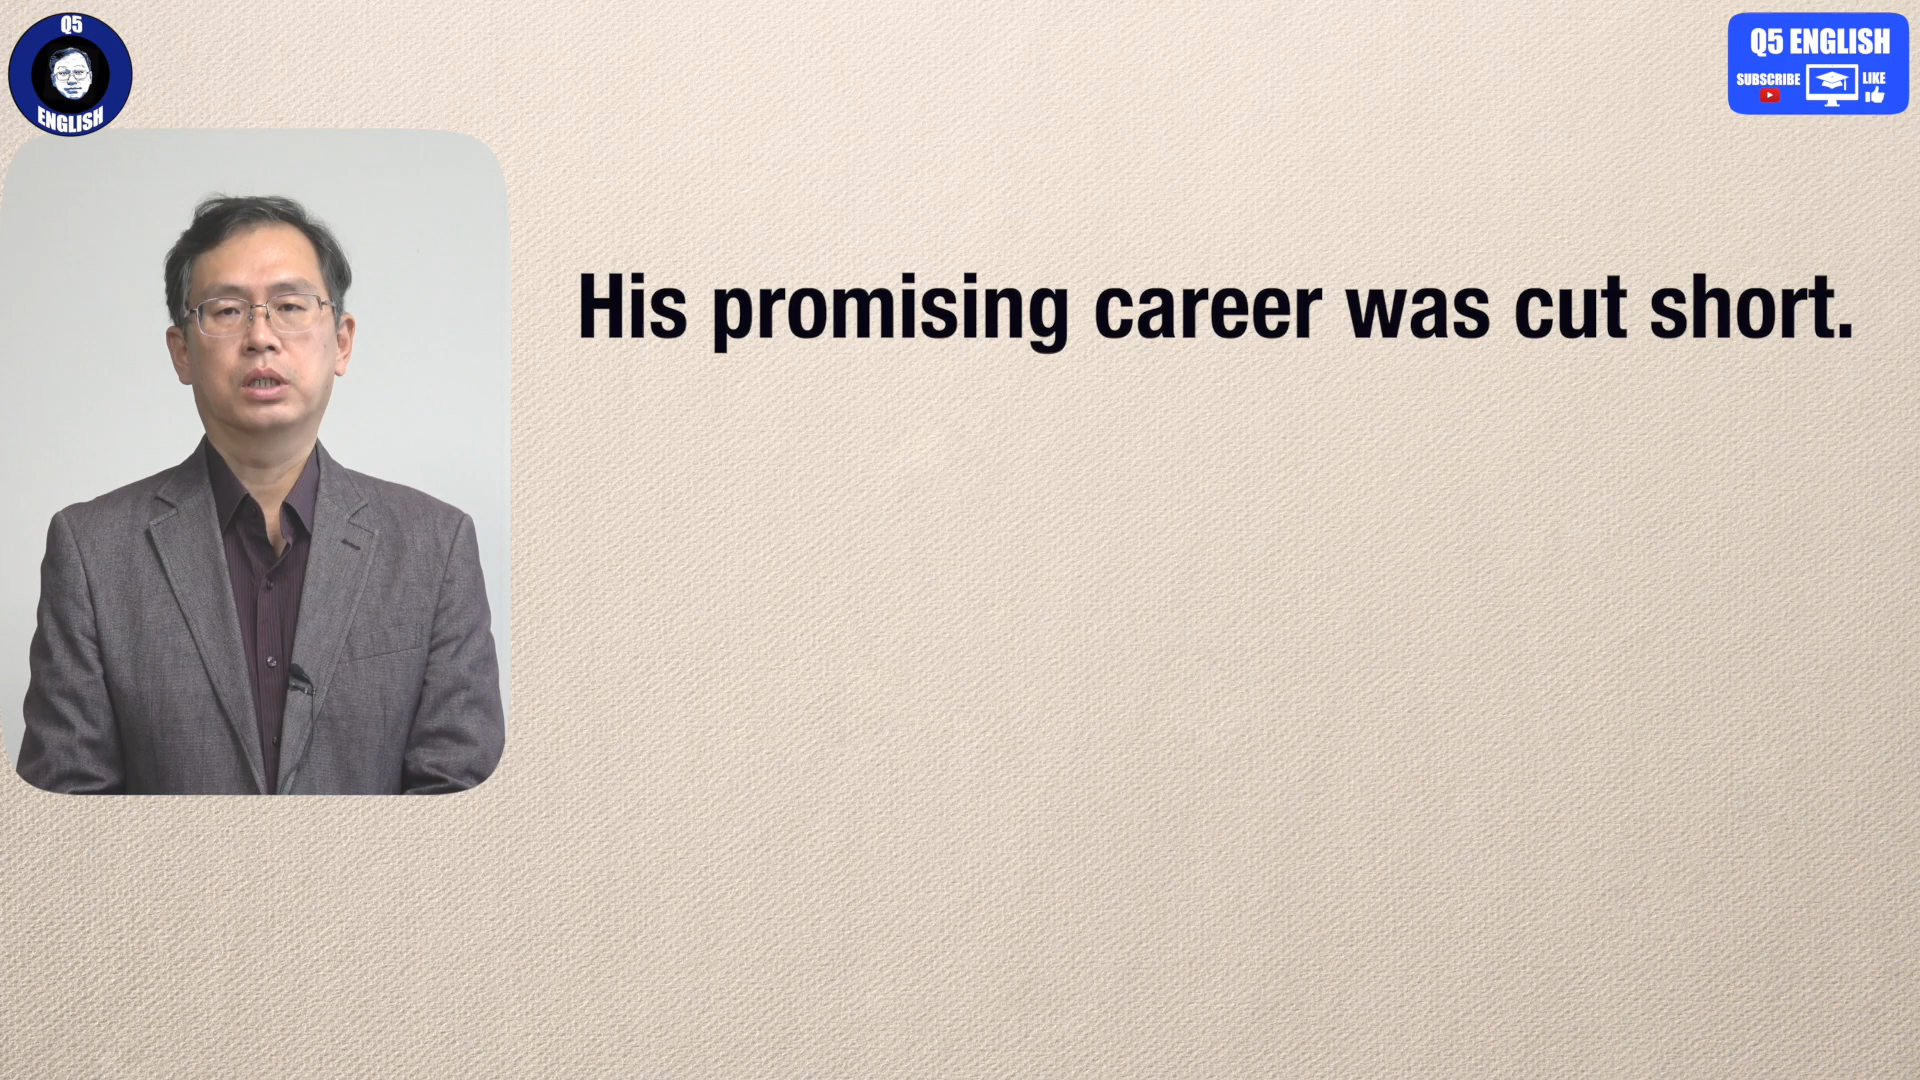 Q5
ENGLISH
Q5 ENGLISH
SUBSCRIBE
LIKE
His promising career was cut short.